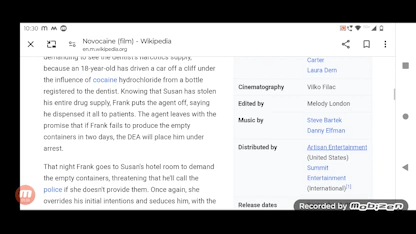 10:30
Novocaine (film) - Wikipedia
en.m.wikipedia.org
demanding to see the dentist's narcotics supply,
because an 18-year-old has driven a car off a cliff under
the influence of cocaine hydrochloride from a bottle
registered to the dentist. Knowing that Susan has stolen
his entire drug supply, Frank puts the agent off, saying
he dispensed it all to patients. The agent leaves with the
promise that if Frank fails to produce the empty
containers in two days, the DEA will place him under
arrest.
That night Frank goes to Susan's hotel room to demand
the empty containers, threatening that he'll call the
police if she doesn't provide them. Once again, she
overrides his initial intentions and seduces him, with the
Carter
Laura Dern
Cinematography Vilko Filac
Edited by Melody London
Music by Steve Bartek
Danny Elfman
Distributed by Artisan Entertainment
(United States)
Summit
Entertainment
(International)[1]
Release dates
Recorded by
Mobizen